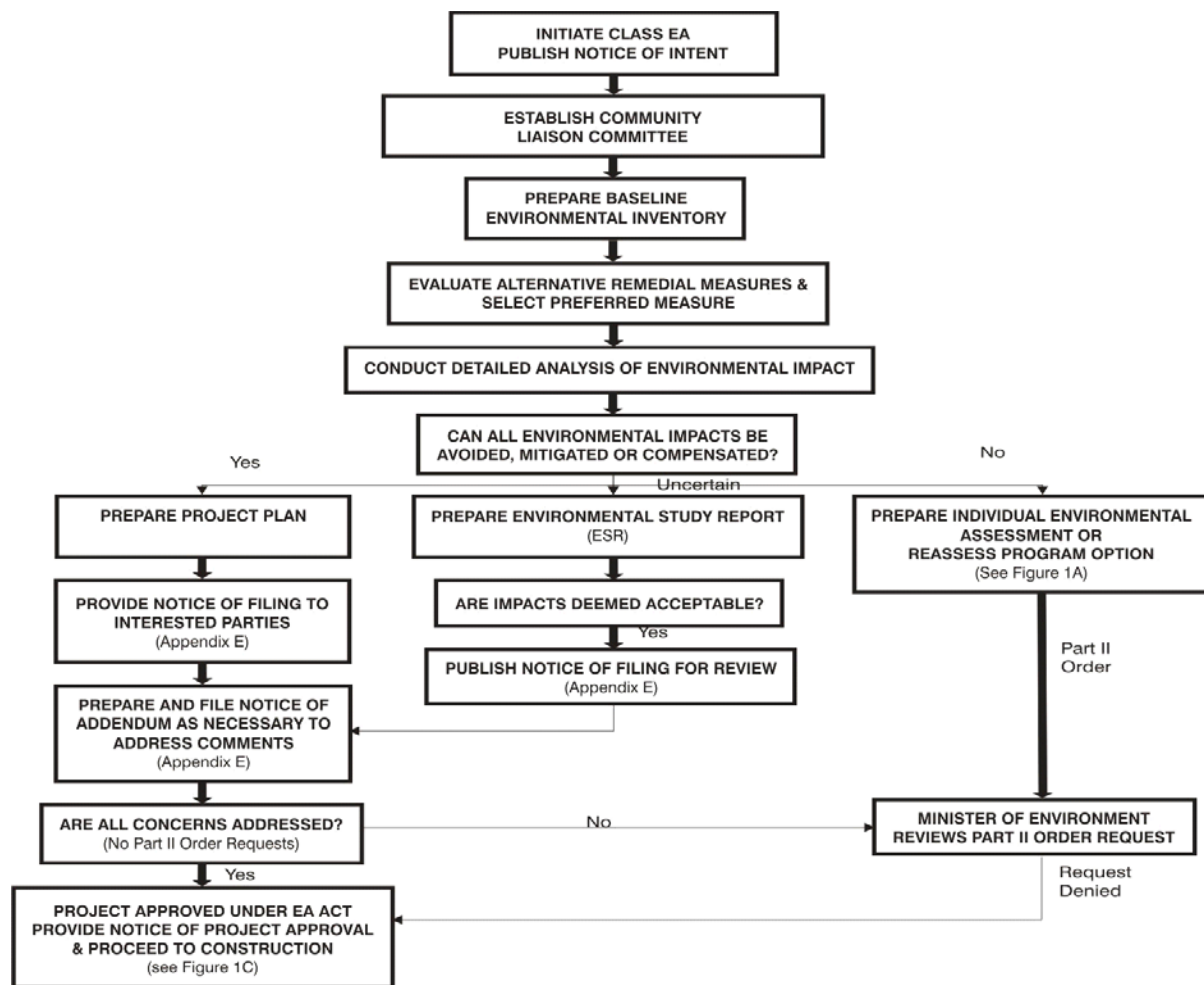 INITIATE CLASS EA
PUBLISH NOTICE OF INTENT
ESTABLISH COMMUNITY
LIAISON COMMITTEE
PREPARE BASELINE
ENVIRONMENTAL INVENTORY
EVALUATE ALTERNATIVE REMEDIAL MEASURES &
SELECT PREFERRED MEASURE
CONDUCT DETAILED ANALYSIS OF ENVIRONMENTAL IMPACT
CAN ALL ENVIRONMENTAL IMPACTS BE
AVOIDED, MITIGATED OR COMPENSATED?
Yes
Uncertain
No
PREPARE PROJECT PLAN
PREPARE ENVIRONMENTAL STUDY REPORT
(ESR)
PREPARE INDIVIDUAL ENVIRONMENTAL
ASSESSMENT OR
REASSESS PROGRAM OPTION
(See Figure 1A)
PROVIDE NOTICE OF FILING TO
INTERESTED PARTIES
(Appendix E)
ARE IMPACTS DEEMED ACCEPTABLE?
Yes
PUBLISH NOTICE OF FILING FOR REVIEW
(Appendix E)
Part II
Order
PREPARE AND FILE NOTICE OF
ADDENDUM AS NECESSARY TO
ADDRESS COMMENTS
(Appendix E)
ARE ALL CONCERNS ADDRESSED?
(No Part II Order Requests)
No
MINISTER OF ENVIRONMENT
REVIEWS PART II ORDER REQUEST
Yes
Request
Denied
PROJECT APPROVED UNDER EA ACT
PROVIDE NOTICE OF PROJECT APPROVAL
& PROCEED TO CONSTRUCTION
(see Figure 1C)